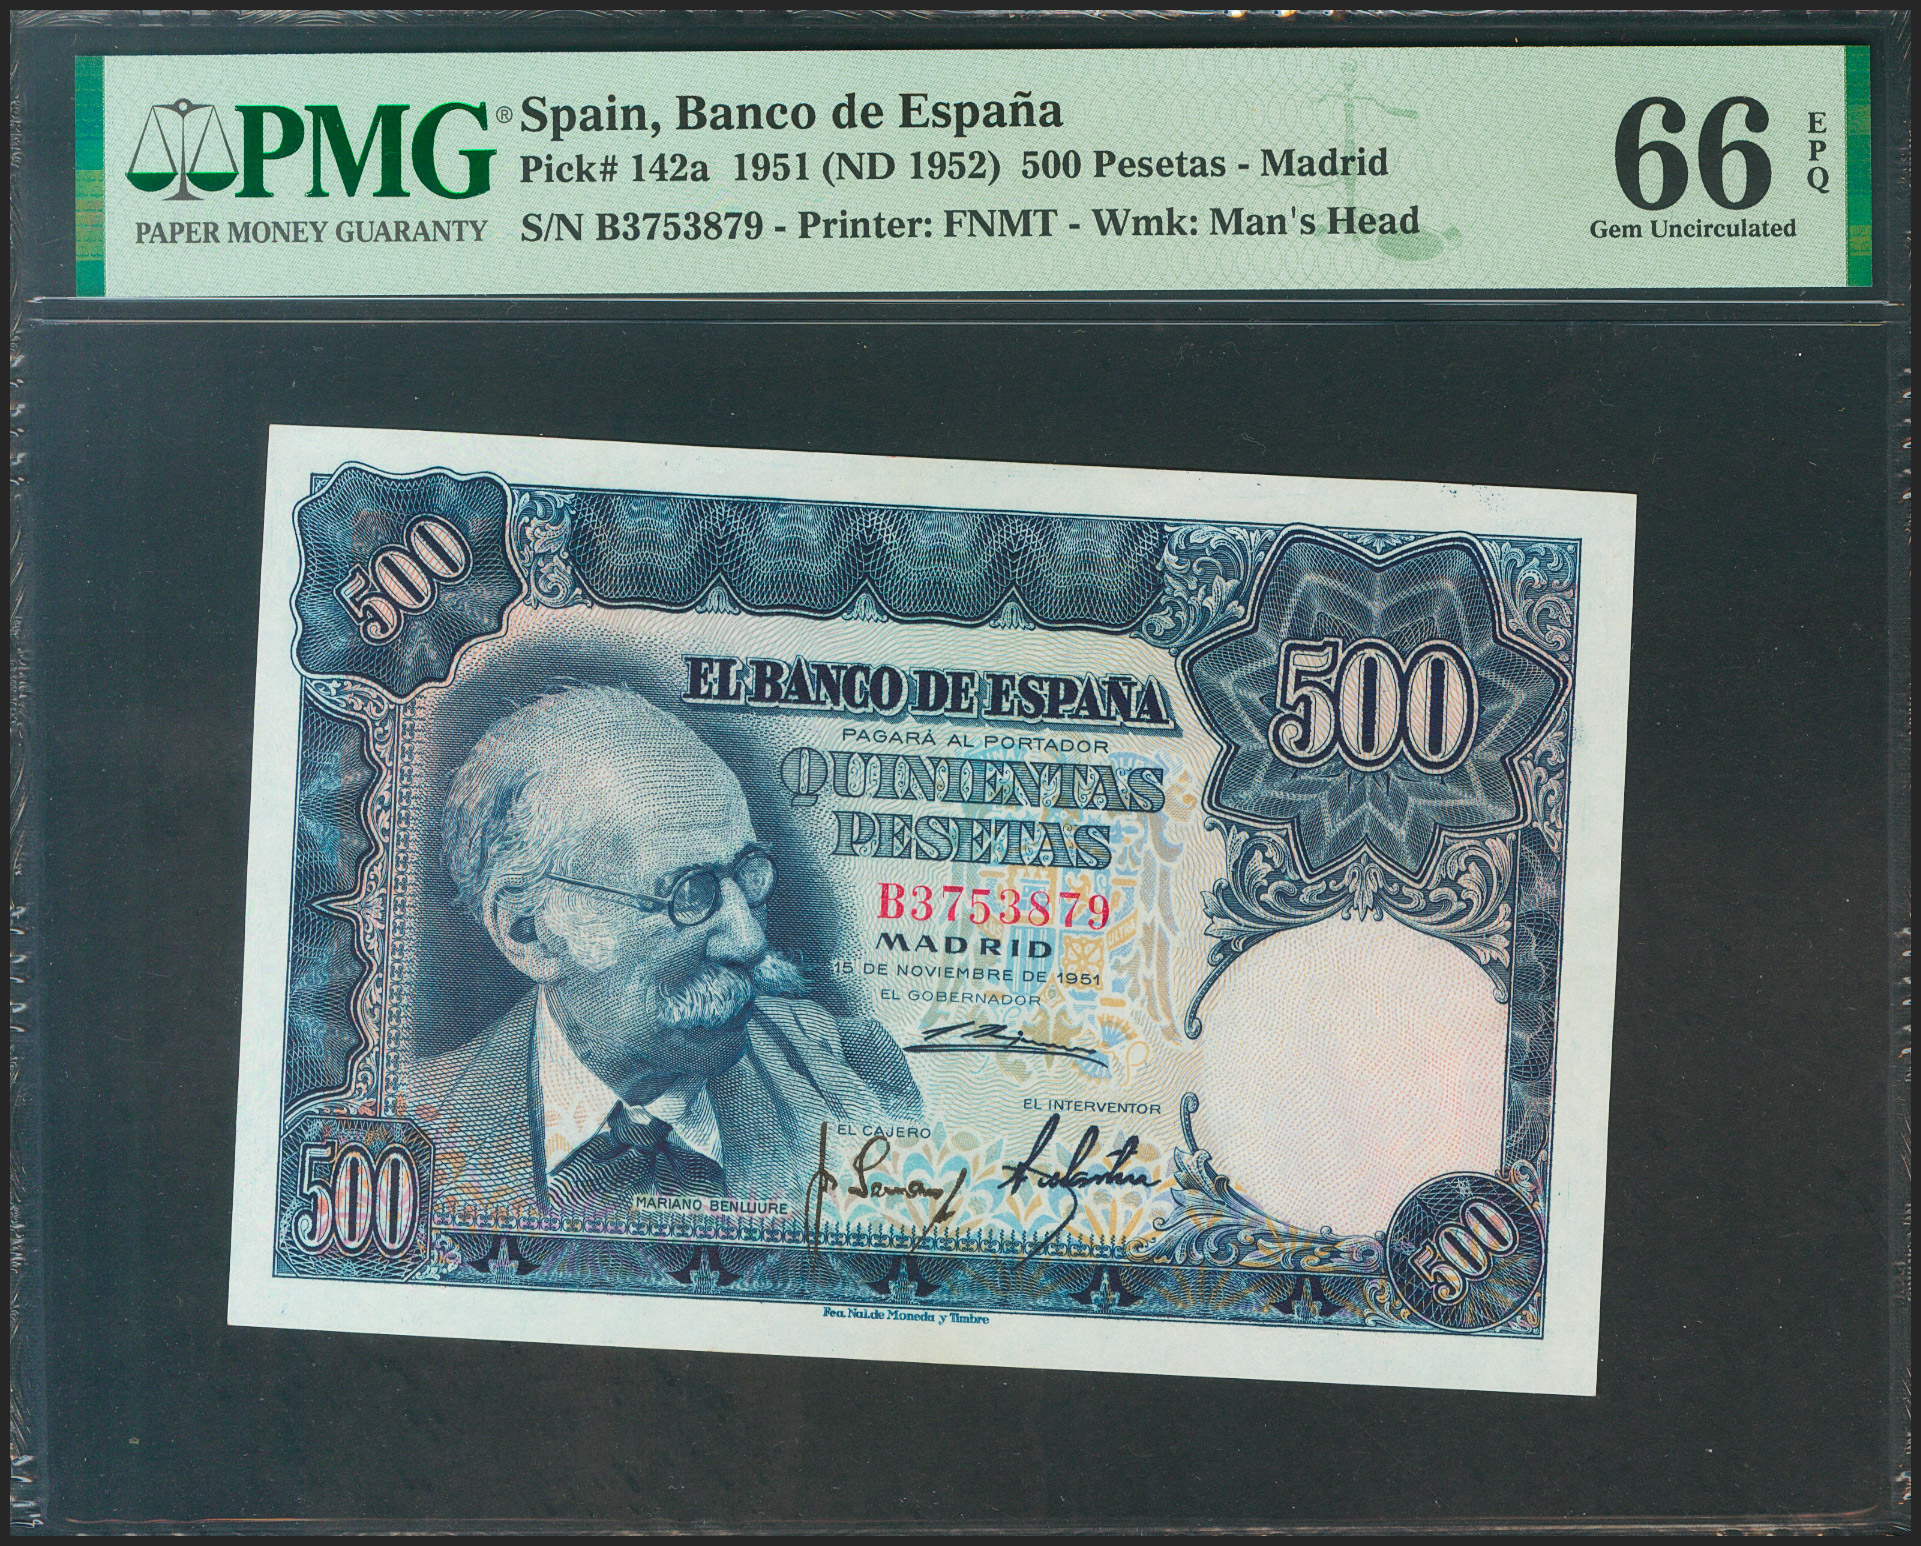 PMG®
PAPER MONEY GUARANTY
Spain, Banco de España
Pick# 142a 1951 (ND 1952) 500 Pesetas - Madrid
S/N B3753879 - Printer: FNMT - Wmk: Man's Head
66
EPQ
Gem Uncirculated
500
500
EL BANCO DE ESPAÑA
PAGARÁ AL PORTADOR
QUINIENTAS
PESETAS
B3753879
MADRID
15 DE NOVIEMBRE DE 1951
EL GOBERNADOR
EL INTERVENTOR
EL CAJERO
MARIANO BENLLIURE
500
500
Fca. Nal. de Moneda y Timbre